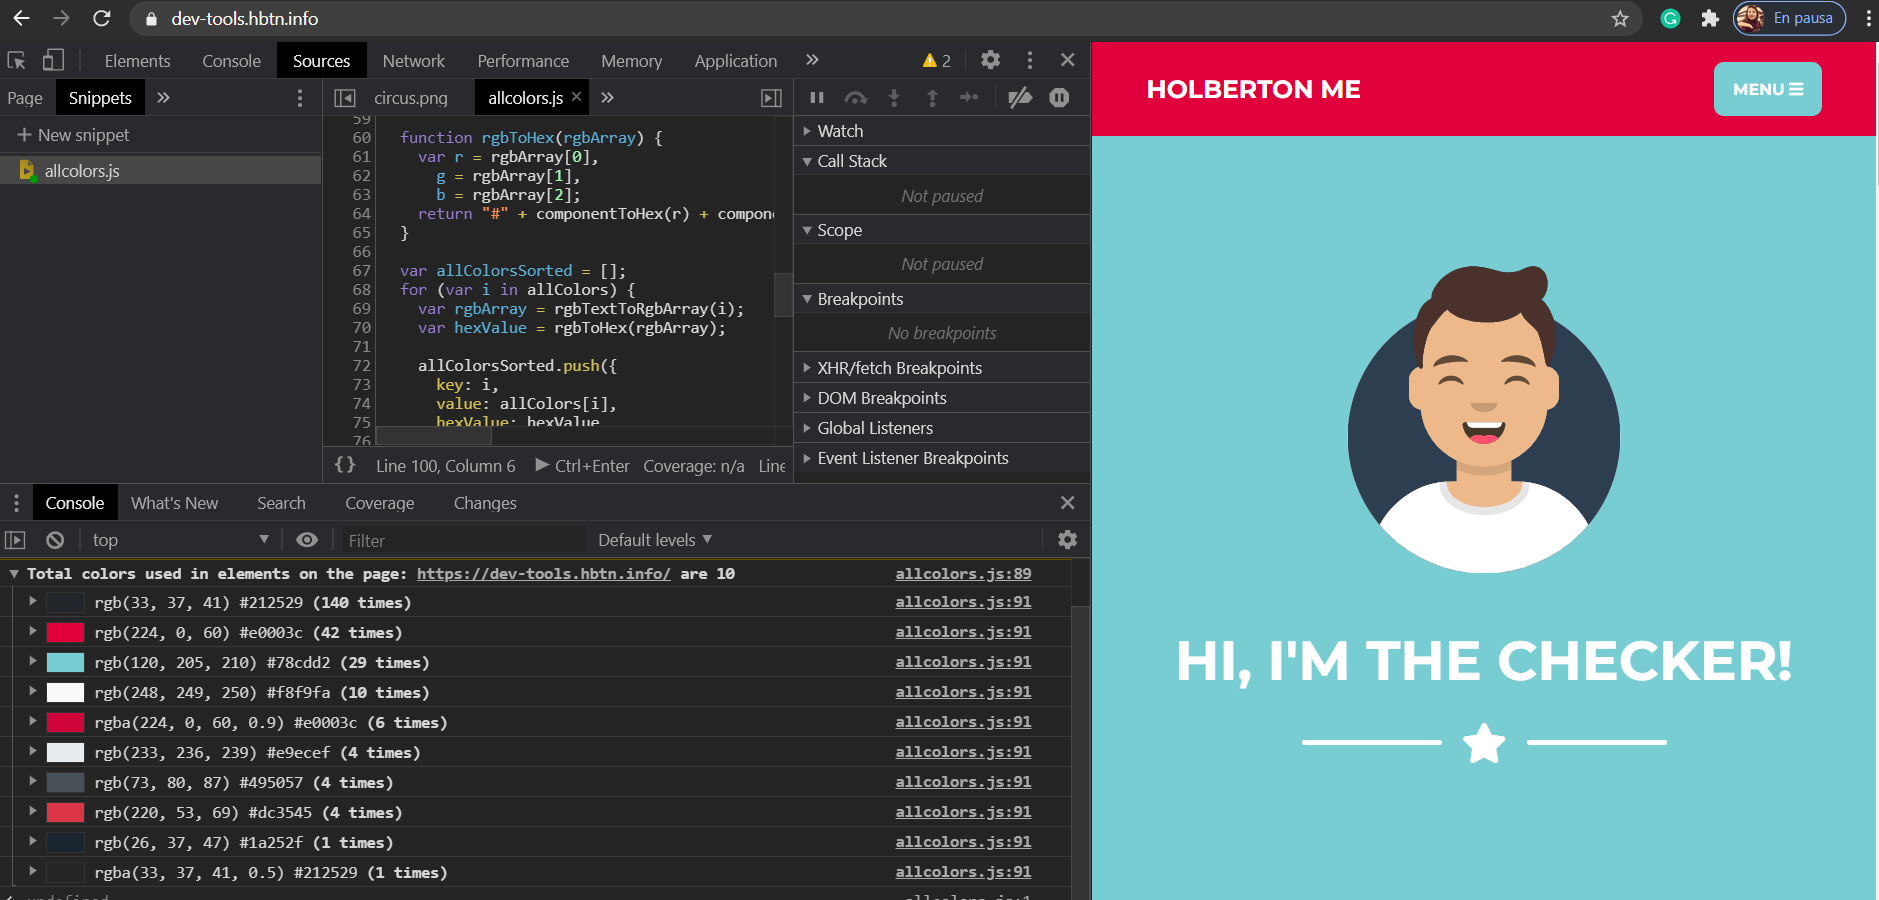 dev-tools.hbtn.info
En pausa
Elements Console Sources Network Performance Memory Application 2
Page Snippets
New snippet
allcolors.js
circus.png allcolors.js
59
60 function rgbToHex(rgbArray) {
61 var r = rgbArray[0],
62 g = rgbArray[1],
63 b = rgbArray[2];
64 return "#" + componentToHex(r) + compone
65 }
66
67 var allColorsSorted = [];
68 for (var i in allColors) {
69 var rgbArray = rgbTextToRgbArray(i);
70 var hexValue = rgbToHex(rgbArray);
71
72 allColorsSorted.push({
73 key: i,
74 value: allColors[i],
75 hexValue: hexValue
76
{} Line 100, Column 6 Ctrl+Enter Coverage: n/a Line
Watch
Call Stack
Not paused
Scope
Not paused
Breakpoints
No breakpoints
XHR/fetch Breakpoints
DOM Breakpoints
Global Listeners
Event Listener Breakpoints
Console What's New Search Coverage Changes
top Filter Default levels
Total colors used in elements on the page: https://dev-tools.hbtn.info/ are 10 allcolors.js:89
rgb(33, 37, 41) #212529 (140 times) allcolors.js:91
rgb(224, 0, 60) #e0003c (42 times) allcolors.js:91
rgb(120, 205, 210) #78cdd2 (29 times) allcolors.js:91
rgb(248, 249, 250) #f8f9fa (10 times) allcolors.js:91
rgba(224, 0, 60, 0.9) #e0003c (6 times) allcolors.js:91
rgb(233, 236, 239) #e9ecef (4 times) allcolors.js:91
rgb(73, 80, 87) #495057 (4 times) allcolors.js:91
rgb(220, 53, 69) #dc3545 (4 times) allcolors.js:91
rgb(26, 37, 47) #1a252f (1 times) allcolors.js:91
rgba(33, 37, 41, 0.5) #212529 (1 times) allcolors.js:91
undefined allcolors.js:1
HOLBERTON ME
MENU
HI, I'M THE CHECKER!